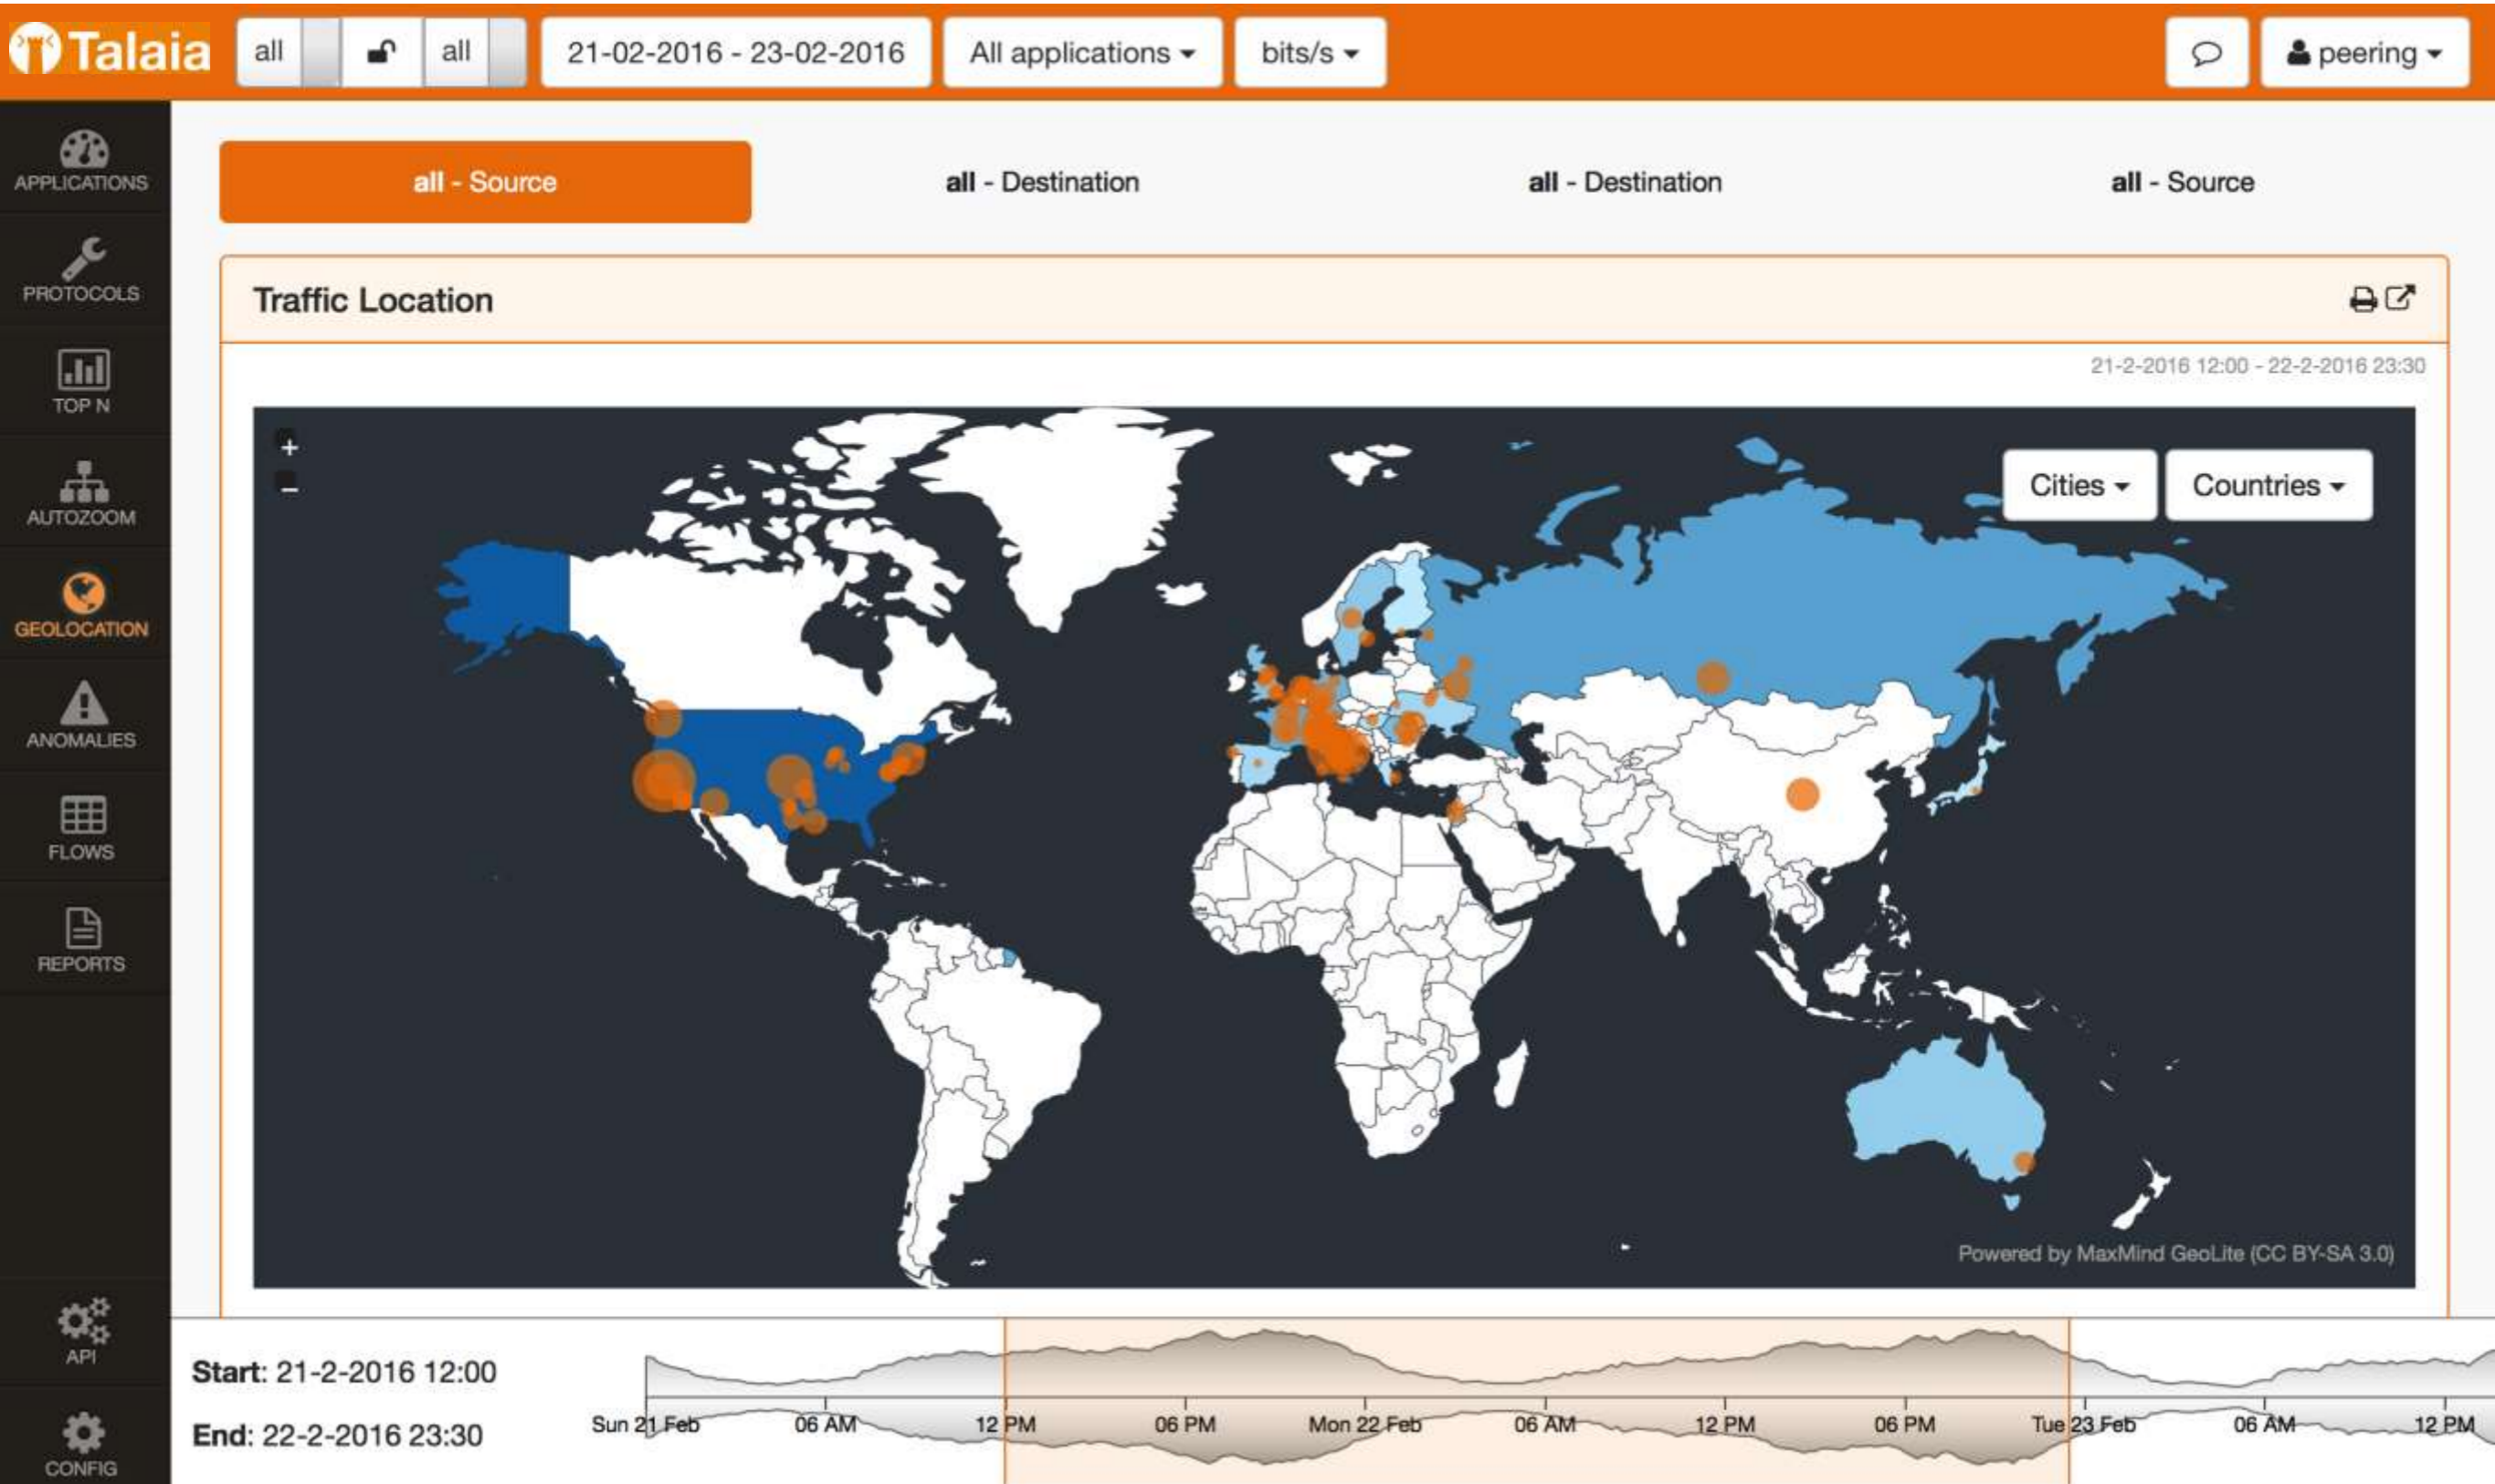 Talaia all all 21-02-2016 - 23-02-2016 All applications bits/s peering
APPLICATIONS
PROTOCOLS
TOP N
AUTOZOOM
GEOLOCATION
ANOMALIES
FLOWS
REPORTS
API
CONFIG
all - Source all - Destination all - Destination all - Source
Traffic Location
21-2-2016 12:00 - 22-2-2016 23:30
+
−
Cities Countries
Powered by MaxMind GeoLite (CC BY-SA 3.0)
Start: 21-2-2016 12:00
End: 22-2-2016 23:30
Sun 21 Feb 06 AM 12 PM 06 PM Mon 22 Feb 06 AM 12 PM 06 PM Tue 23 Feb 06 AM 12 PM